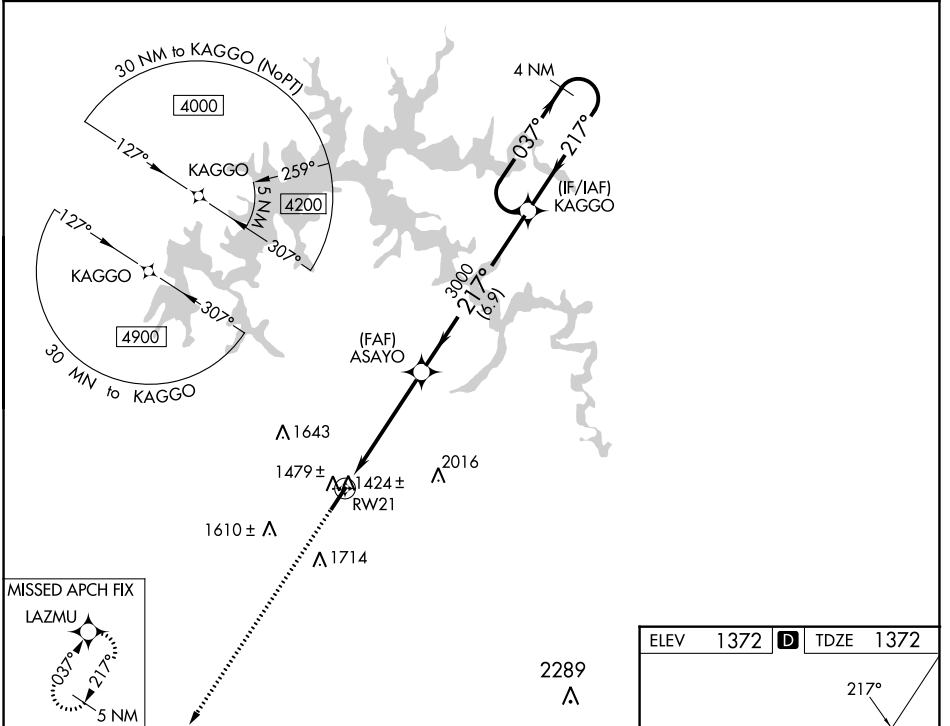 30 NM to KAGGO (NoPT)
4000
127°
KAGGO
259°
5 NM
4200
307°
127°
KAGGO
307°
4900
30 MN to KAGGO
4 NM
037°
217°
(IF/IAF)
KAGGO
3000
217°
(6.9)
(FAF)
ASAYO
1643
1479 ±
1424 ±
2016
RW21
1610 ±
1714
MISSED APCH FIX
LAZMU
037°
217°
5 NM
2289
ELEV 1372 D TDZE 1372
217°